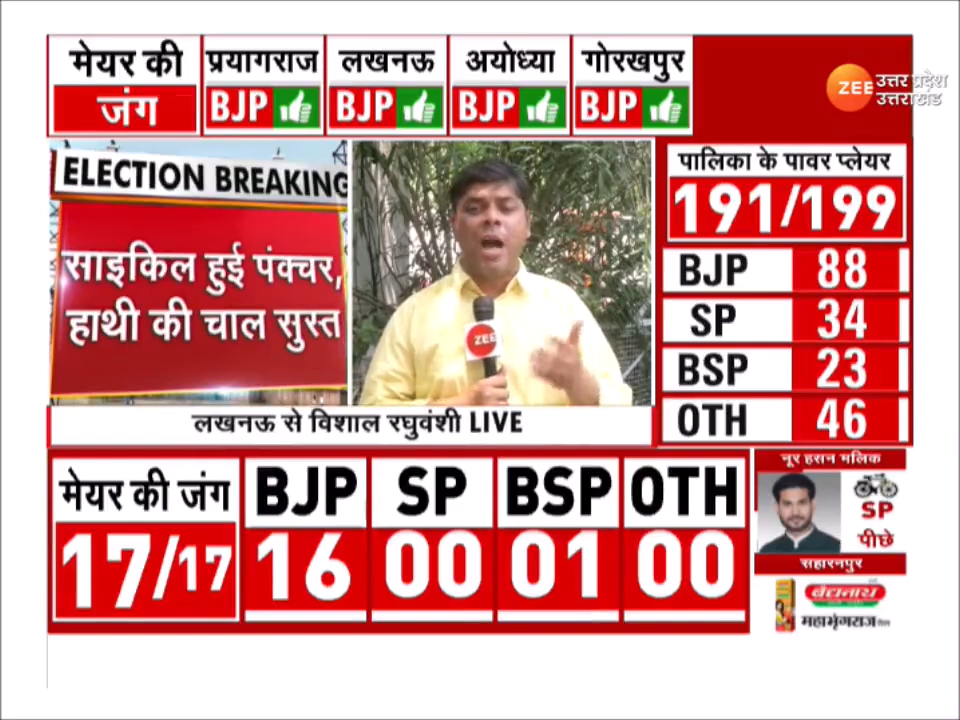 मेयर की
जंग
प्रयागराज
BJP
लखनऊ
BJP
अयोध्या
BJP
गोरखपुर
BJP
ZEE उत्तर प्रदेश
उत्तराखंड
ELECTION BREAKING
साइकिल हुई पंक्चर,
हाथी की चाल सुस्त
ZEE
लखनऊ से विशाल रघुवंशी LIVE
पालिका के पावर प्लेयर
191/199
BJP 88
SP 34
BSP 23
OTH 46
मेयर की जंग
17/17
BJP
16
SP
00
BSP
01
OTH
00
नूर हसन मलिक
SP
पीछे
सहारनपुर
बैद्यनाथ
महाभृंगराज